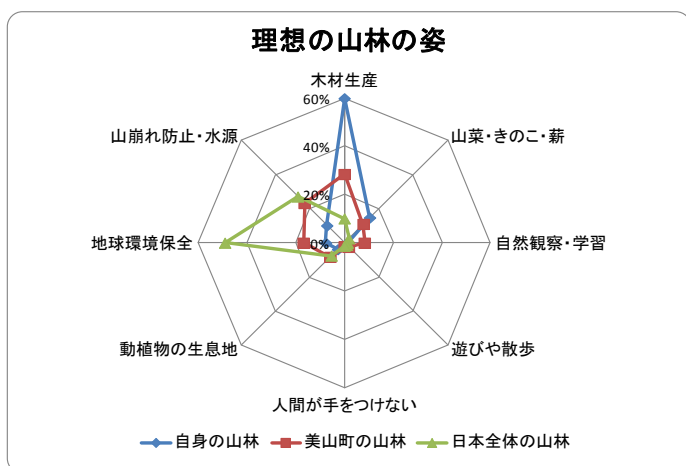 理想の山林の姿
木材生産
60%
山崩れ防止・水源
山菜・きのこ・薪
40%
20%
地球環境保全
0%
自然観察・学習
動植物の生息地
遊びや散歩
人間が手をつけない
自身の山林 美山町の山林 日本全体の山林